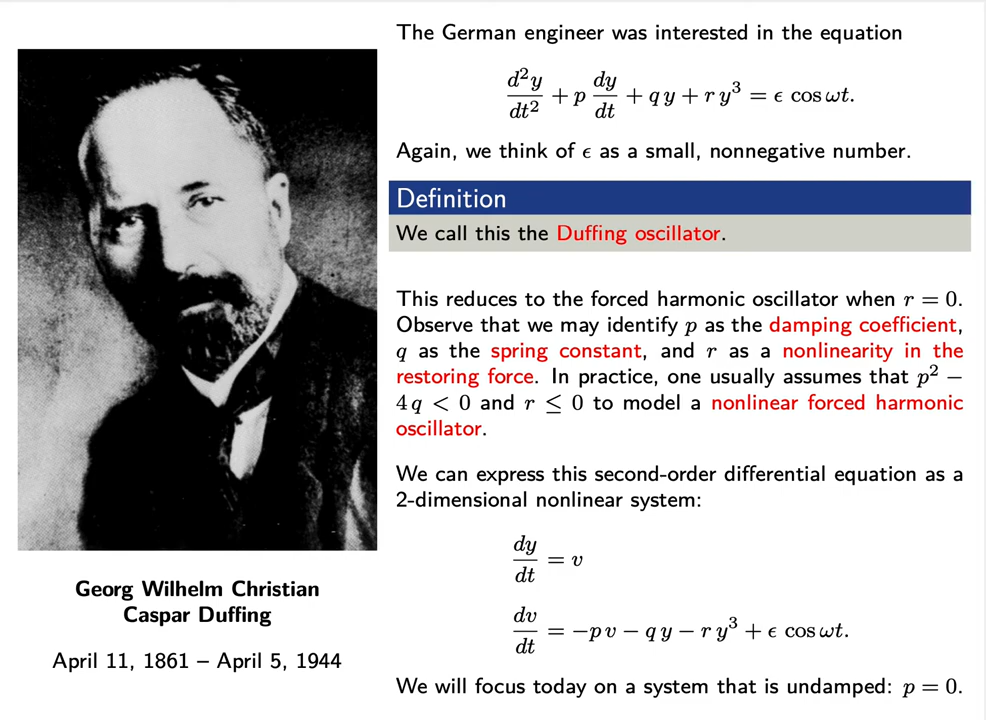 The German engineer was interested in the equation
d²y/dt² + p dy/dt + q y + r y³ = ϵ cos ωt.
Again, we think of ϵ as a small, nonnegative number.
Definition
We call this the Duffing oscillator.
This reduces to the forced harmonic oscillator when r = 0.
Observe that we may identify p as the damping coefficient,
q as the spring constant, and r as a nonlinearity in the
restoring force. In practice, one usually assumes that p² −
4 q < 0 and r ≤ 0 to model a nonlinear forced harmonic
oscillator.
We can express this second-order differential equation as a
2-dimensional nonlinear system:
dy/dt = v
dv/dt = −p v − q y − r y³ + ϵ cos ωt.
We will focus today on a system that is undamped: p = 0.
Georg Wilhelm Christian
Caspar Duffing
April 11, 1861 – April 5, 1944